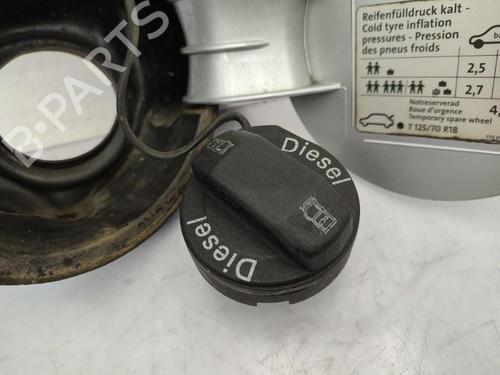 Reifenfülldruck kalt -
Cold tyre inflation
pressures - Pression
des pneus froids
2,5
2,7
Notreserverad
Roue d'urgence
Temporary spare wheel
T 125/70 R18
Diesel
Diesel
B-PARTS